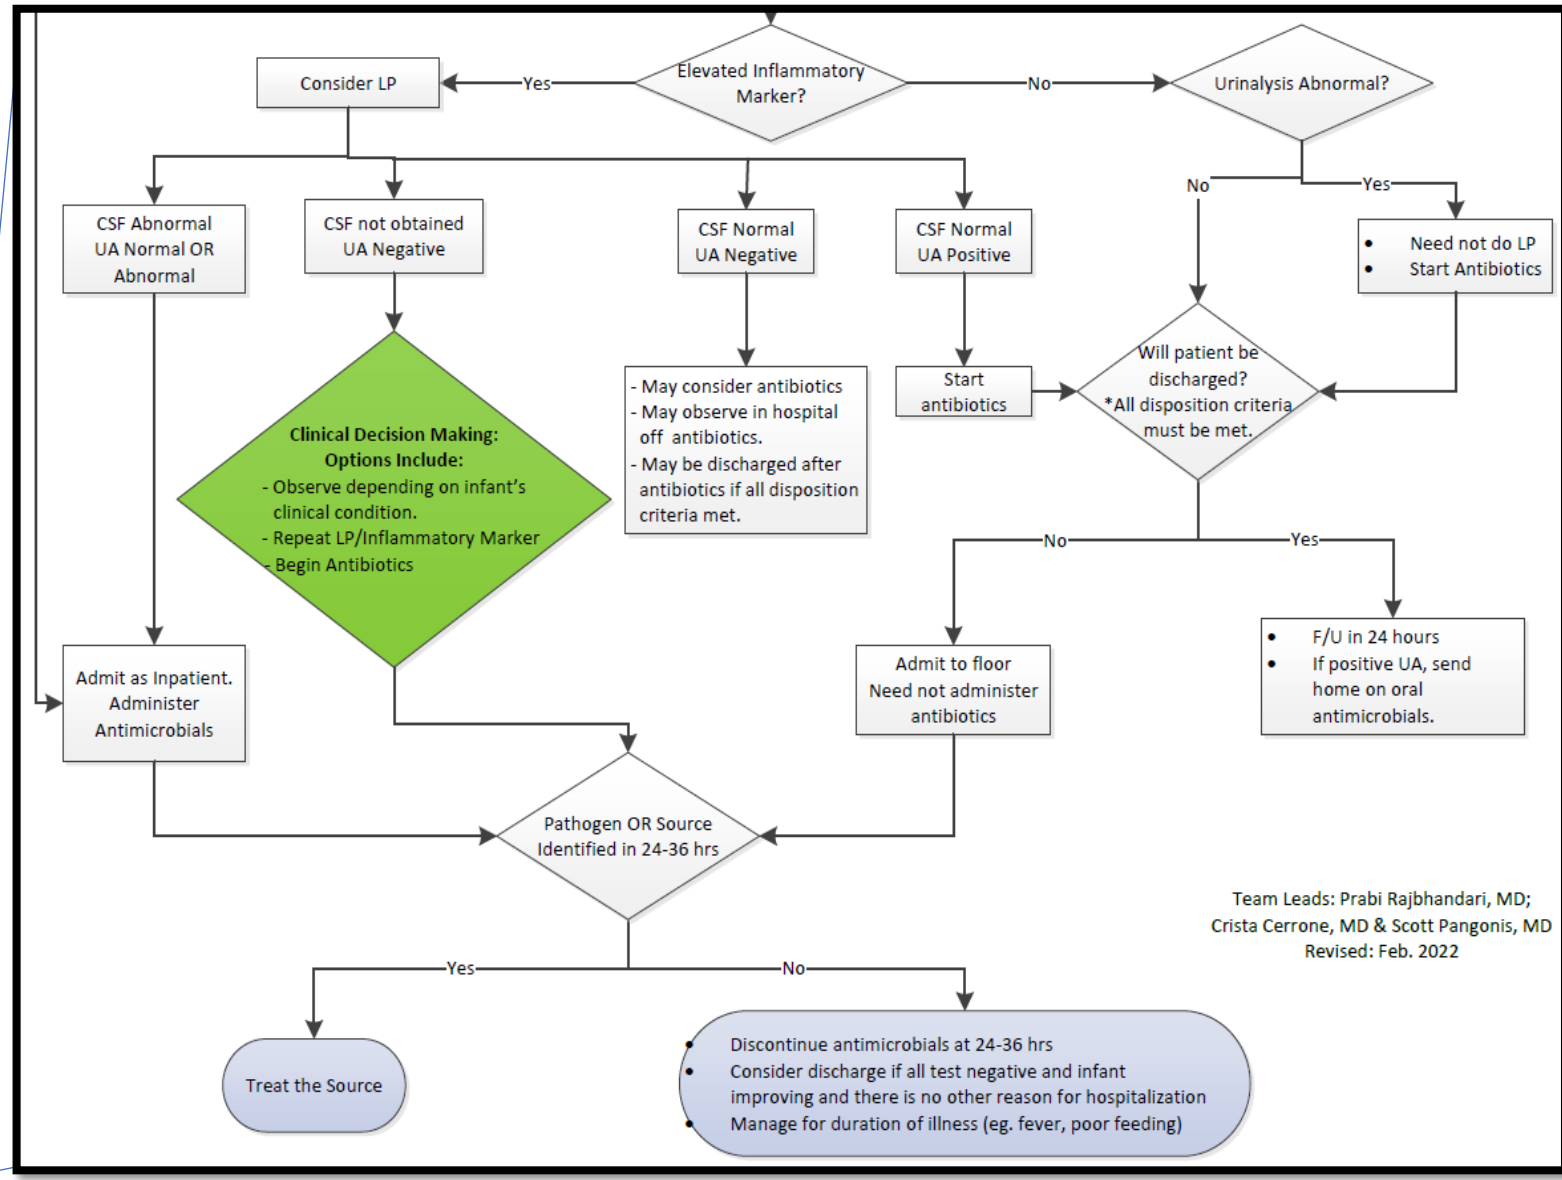 Elevated Inflammatory
Marker?
Yes
No
Consider LP
Urinalysis Abnormal?
No
Yes
CSF Abnormal
UA Normal OR
Abnormal
CSF not obtained
UA Negative
CSF Normal
UA Negative
CSF Normal
UA Positive
• Need not do LP
• Start Antibiotics
Clinical Decision Making:
Options Include:
- Observe depending on infant's
clinical condition.
- Repeat LP/Inflammatory Marker
- Begin Antibiotics
- May consider antibiotics
- May observe in hospital
off antibiotics.
- May be discharged after
antibiotics if all disposition
criteria met.
Start
antibiotics
Will patient be
discharged?
*All disposition criteria
must be met.
No
Yes
Admit as Inpatient.
Administer
Antimicrobials
Admit to floor
Need not administer
antibiotics
• F/U in 24 hours
• If positive UA, send
home on oral
antimicrobials.
Pathogen OR Source
Identified in 24-36 hrs
Team Leads: Prabi Rajbhandari, MD;
Crista Cerrone, MD & Scott Pangonis, MD
Revised: Feb. 2022
Yes
No
Treat the Source
• Discontinue antimicrobials at 24-36 hrs
• Consider discharge if all test negative and infant
improving and there is no other reason for hospitalization
• Manage for duration of illness (eg. fever, poor feeding)